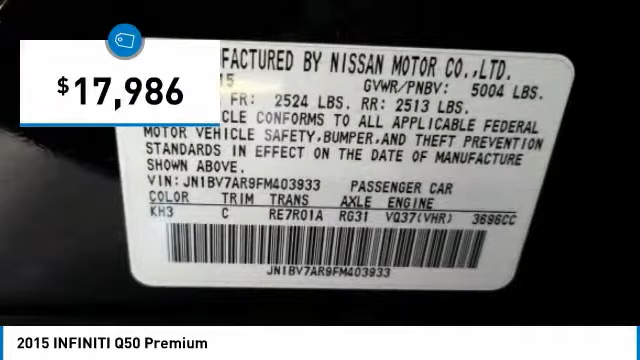 $17,986
FACTURED BY NISSAN MOTOR CO.,LTD.
15 GVWR/PNBV: 5004 LBS.
FR: 2524 LBS. RR: 2513 LBS.
CLE CONFORMS TO ALL APPLICABLE FEDERAL
MOTOR VEHICLE SAFETY,BUMPER,AND THEFT PREVENTION
STANDARDS IN EFFECT ON THE DATE OF MANUFACTURE
SHOWN ABOVE.
VIN:JN1BV7AR9FM403933 PASSENGER CAR
COLOR TRIM TRANS AXLE ENGINE
KH3 C RE7R01A RG31 VQ37(VHR) 3696CC
JN1BV7AR9FM403933
2015 INFINITI Q50 Premium